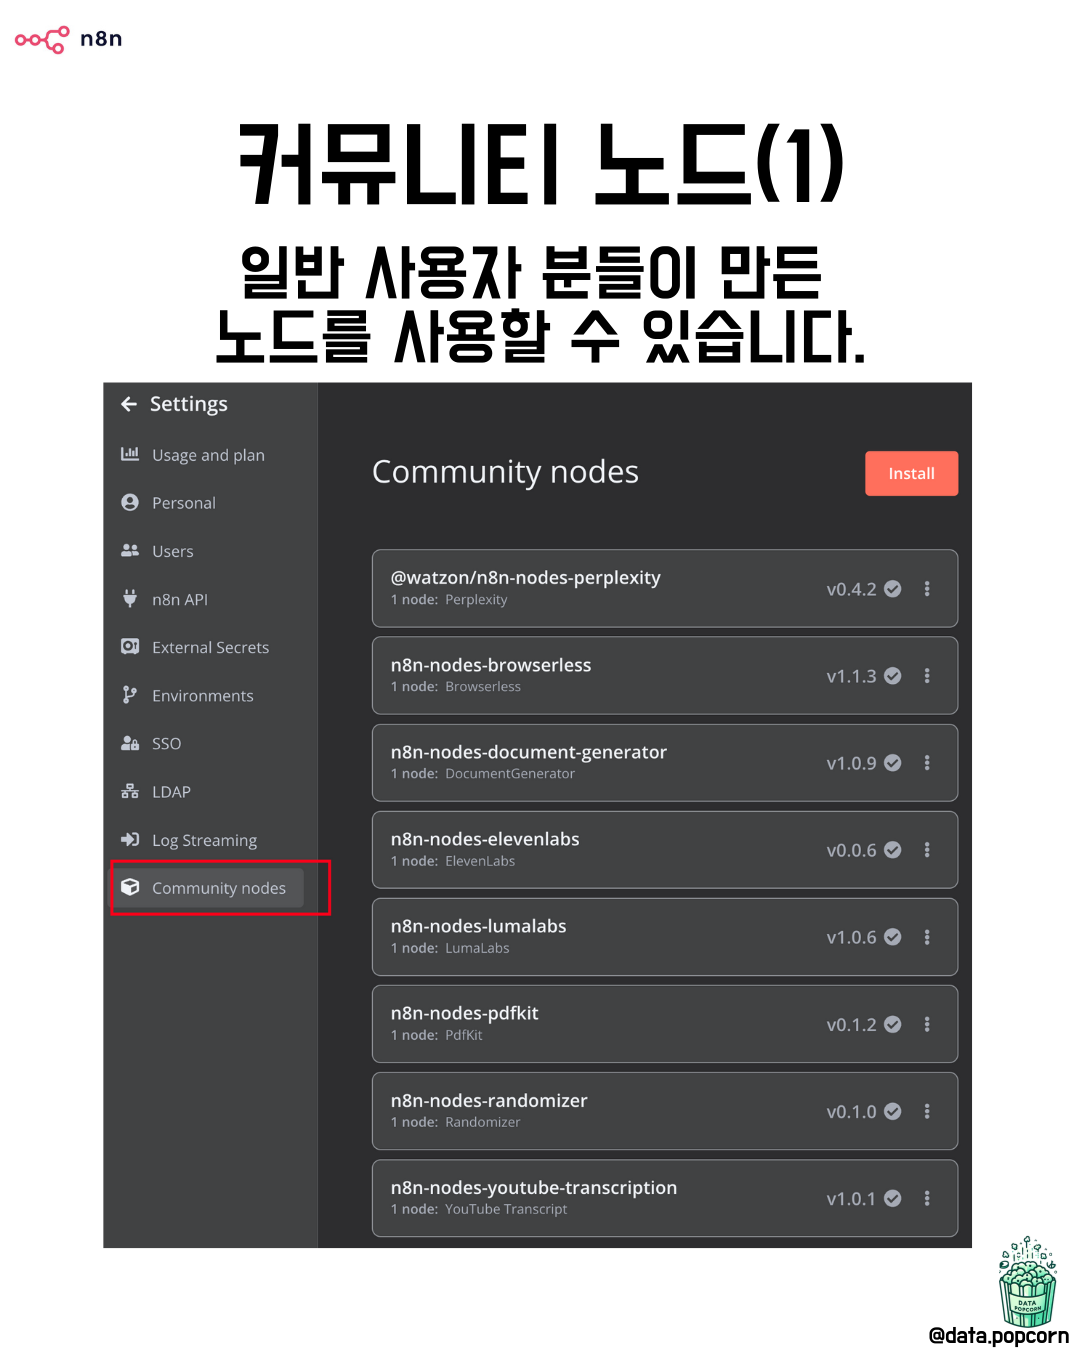 n8n
커뮤니티 노드(1)
일반 사용자 분들이 만든
노드를 사용할 수 있습니다.
Settings
Usage and plan
Personal
Users
n8n API
External Secrets
Environments
SSO
LDAP
Log Streaming
Community nodes
Community nodes
Install
@watzon/n8n-nodes-perplexity
1 node: Perplexity
v0.4.2
n8n-nodes-browserless
1 node: Browserless
v1.1.3
n8n-nodes-document-generator
1 node: DocumentGenerator
v1.0.9
n8n-nodes-elevenlabs
1 node: ElevenLabs
v0.0.6
n8n-nodes-lumalabs
1 node: LumaLabs
v1.0.6
n8n-nodes-pdfkit
1 node: PdfKit
v0.1.2
n8n-nodes-randomizer
1 node: Randomizer
v0.1.0
n8n-nodes-youtube-transcription
1 node: YouTube Transcript
v1.0.1
DATA
POPCORN
@data.popcorn